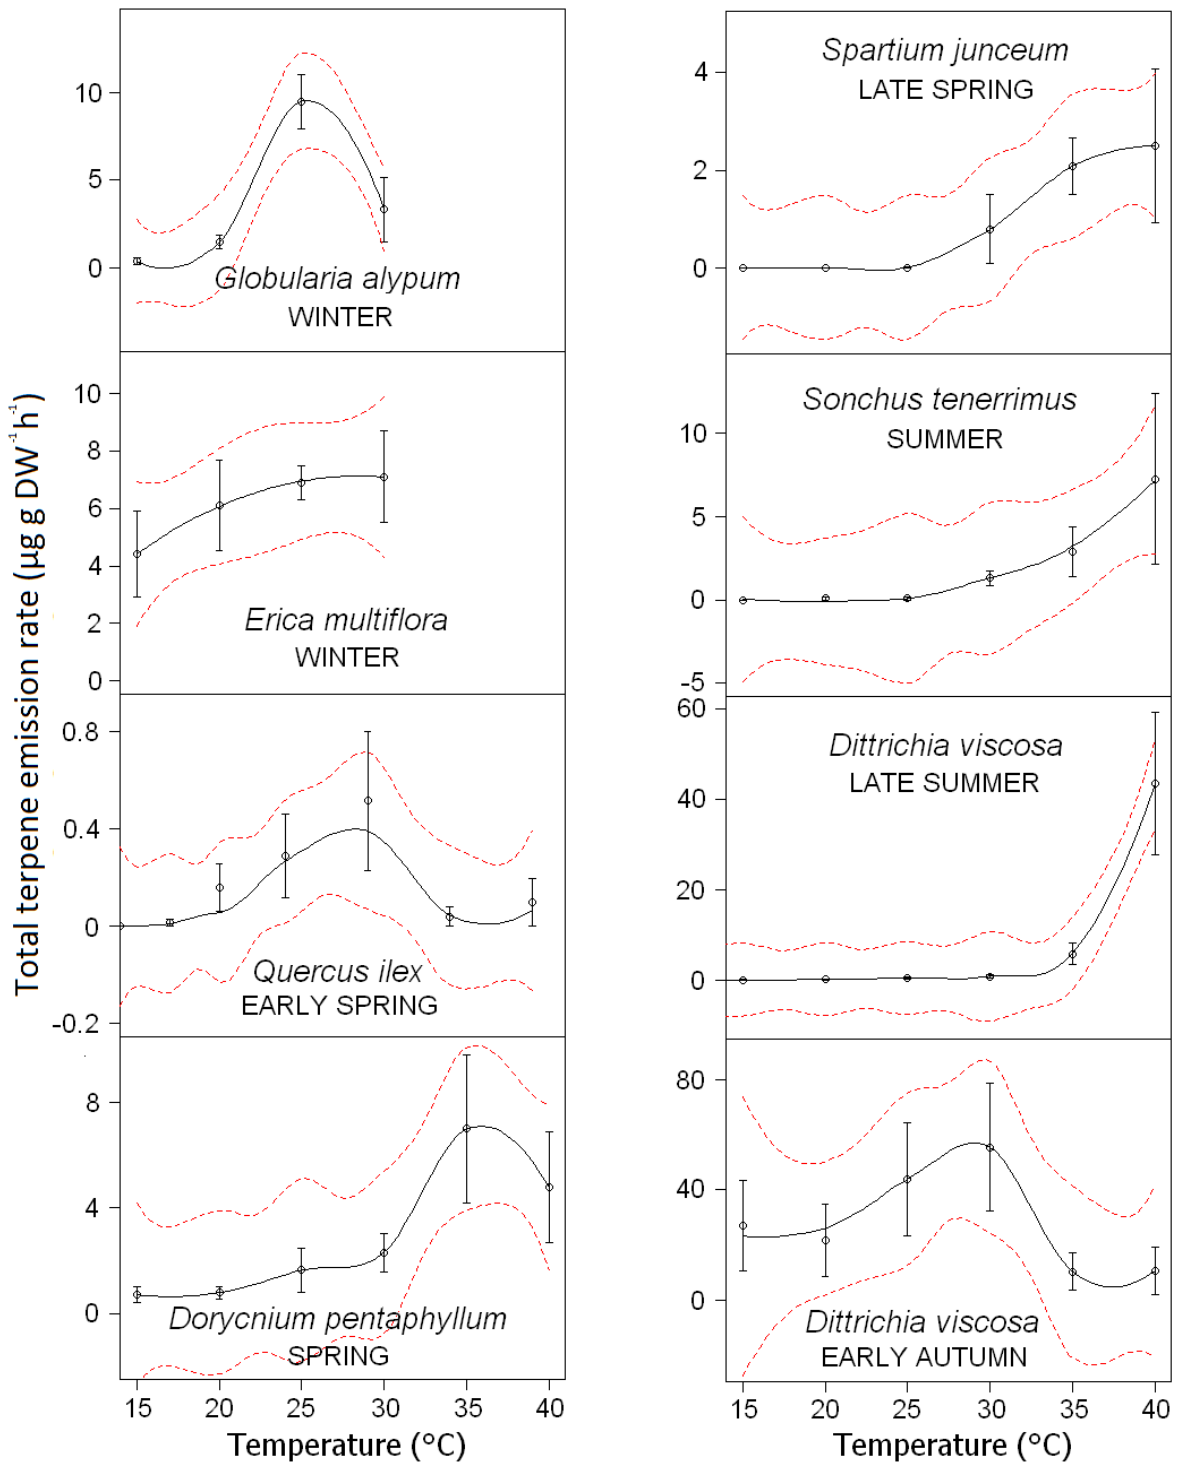 Total terpene emission rate (µg g DW⁻¹h⁻¹)
10
5
0
Globularia alypum
WINTER
10
8
6
4
2
0
Erica multiflora
WINTER
0.8
0.4
0
-0.2
Quercus ilex
EARLY SPRING
8
4
0
Dorycnium pentaphyllum
SPRING
15 20 25 30 35 40
Temperature (°C)
Spartium junceum
LATE SPRING
4
2
0
Sonchus tenerrimus
SUMMER
10
5
0
-5
60
Dittrichia viscosa
LATE SUMMER
40
20
0
80
40
0
Dittrichia viscosa
EARLY AUTUMN
15 20 25 30 35 40
Temperature (°C)